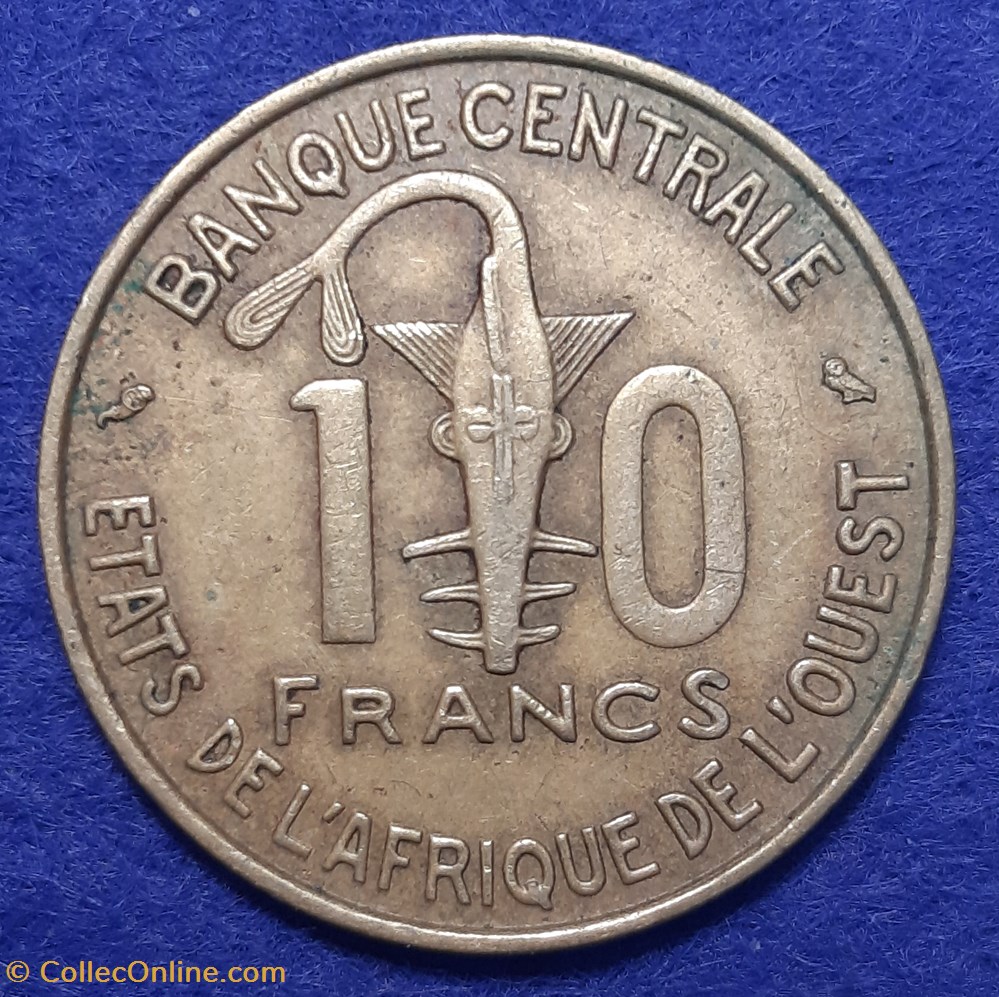 BANQUE CENTRALE
10
FRANCS
ETATS DE L'AFRIQUE DE L'OUEST
© CollecOnline.com